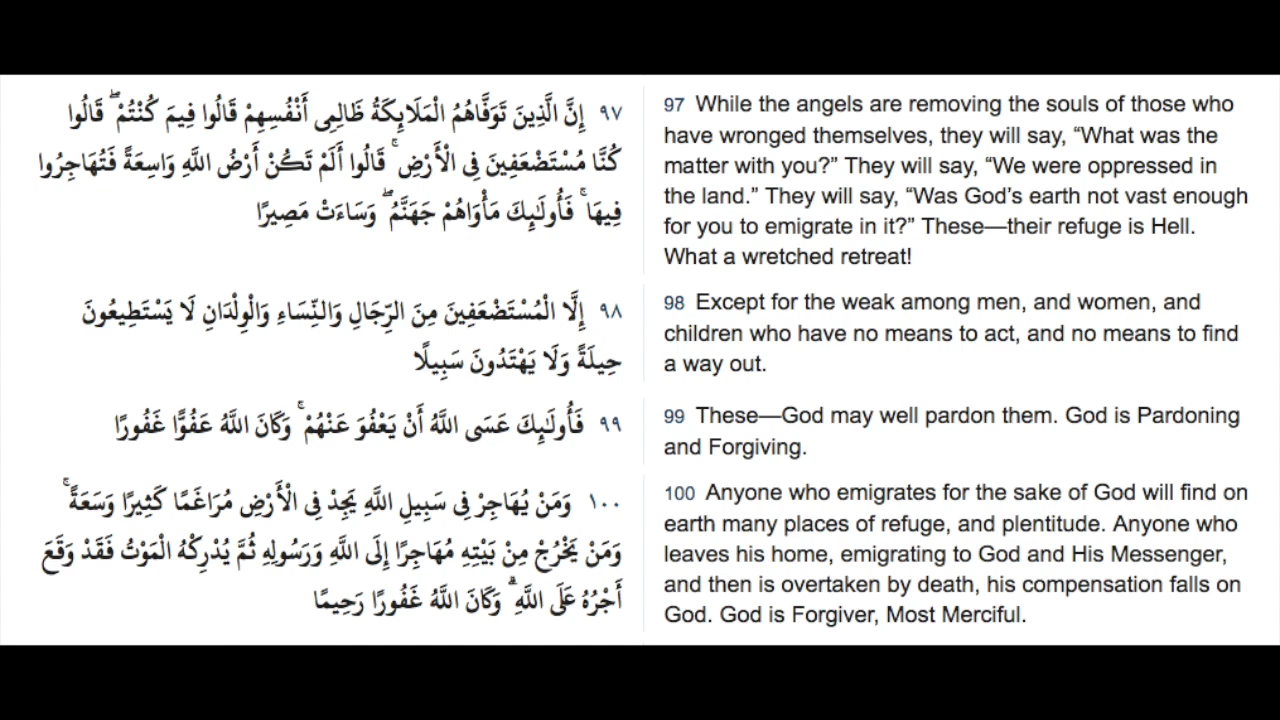 ٩٧ إِنَّ الَّذِينَ تَوَفَّاهُمُ الْمَلَائِكَةُ ظَالِمِي أَنْفُسِهِمْ قَالُوا فِيمَ كُنْتُمْ ۖ قَالُوا
كُنَّا مُسْتَضْعَفِينَ فِي الْأَرْضِ ۚ قَالُوا أَلَمْ تَكُنْ أَرْضُ اللَّهِ وَاسِعَةً فَتُهَاجِرُوا
فِيهَا ۚ فَأُولَٰئِكَ مَأْوَاهُمْ جَهَنَّمُ ۖ وَسَاءَتْ مَصِيرًا
97 While the angels are removing the souls of those who
have wronged themselves, they will say, “What was the
matter with you?” They will say, “We were oppressed in
the land.” They will say, “Was God’s earth not vast enough
for you to emigrate in it?” These—their refuge is Hell.
What a wretched retreat!
٩٨ إِلَّا الْمُسْتَضْعَفِينَ مِنَ الرِّجَالِ وَالنِّسَاءِ وَالْوِلْدَانِ لَا يَسْتَطِيعُونَ
حِيلَةً وَلَا يَهْتَدُونَ سَبِيلًا
98 Except for the weak among men, and women, and
children who have no means to act, and no means to find
a way out.
٩٩ فَأُولَٰئِكَ عَسَى اللَّهُ أَنْ يَعْفُوَ عَنْهُمْ ۚ وَكَانَ اللَّهُ عَفُوًّا غَفُورًا
99 These—God may well pardon them. God is Pardoning
and Forgiving.
١٠٠ وَمَنْ يُهَاجِرْ فِي سَبِيلِ اللَّهِ يَجِدْ فِي الْأَرْضِ مُرَاغَمًا كَثِيرًا وَسَعَةً ۚ
وَمَنْ يَخْرُجْ مِنْ بَيْتِهِ مُهَاجِرًا إِلَى اللَّهِ وَرَسُولِهِ ثُمَّ يُدْرِكْهُ الْمَوْتُ فَقَدْ وَقَعَ
أَجْرُهُ عَلَى اللَّهِ ۗ وَكَانَ اللَّهُ غَفُورًا رَحِيمًا
100 Anyone who emigrates for the sake of God will find on
earth many places of refuge, and plentitude. Anyone who
leaves his home, emigrating to God and His Messenger,
and then is overtaken by death, his compensation falls on
God. God is Forgiver, Most Merciful.